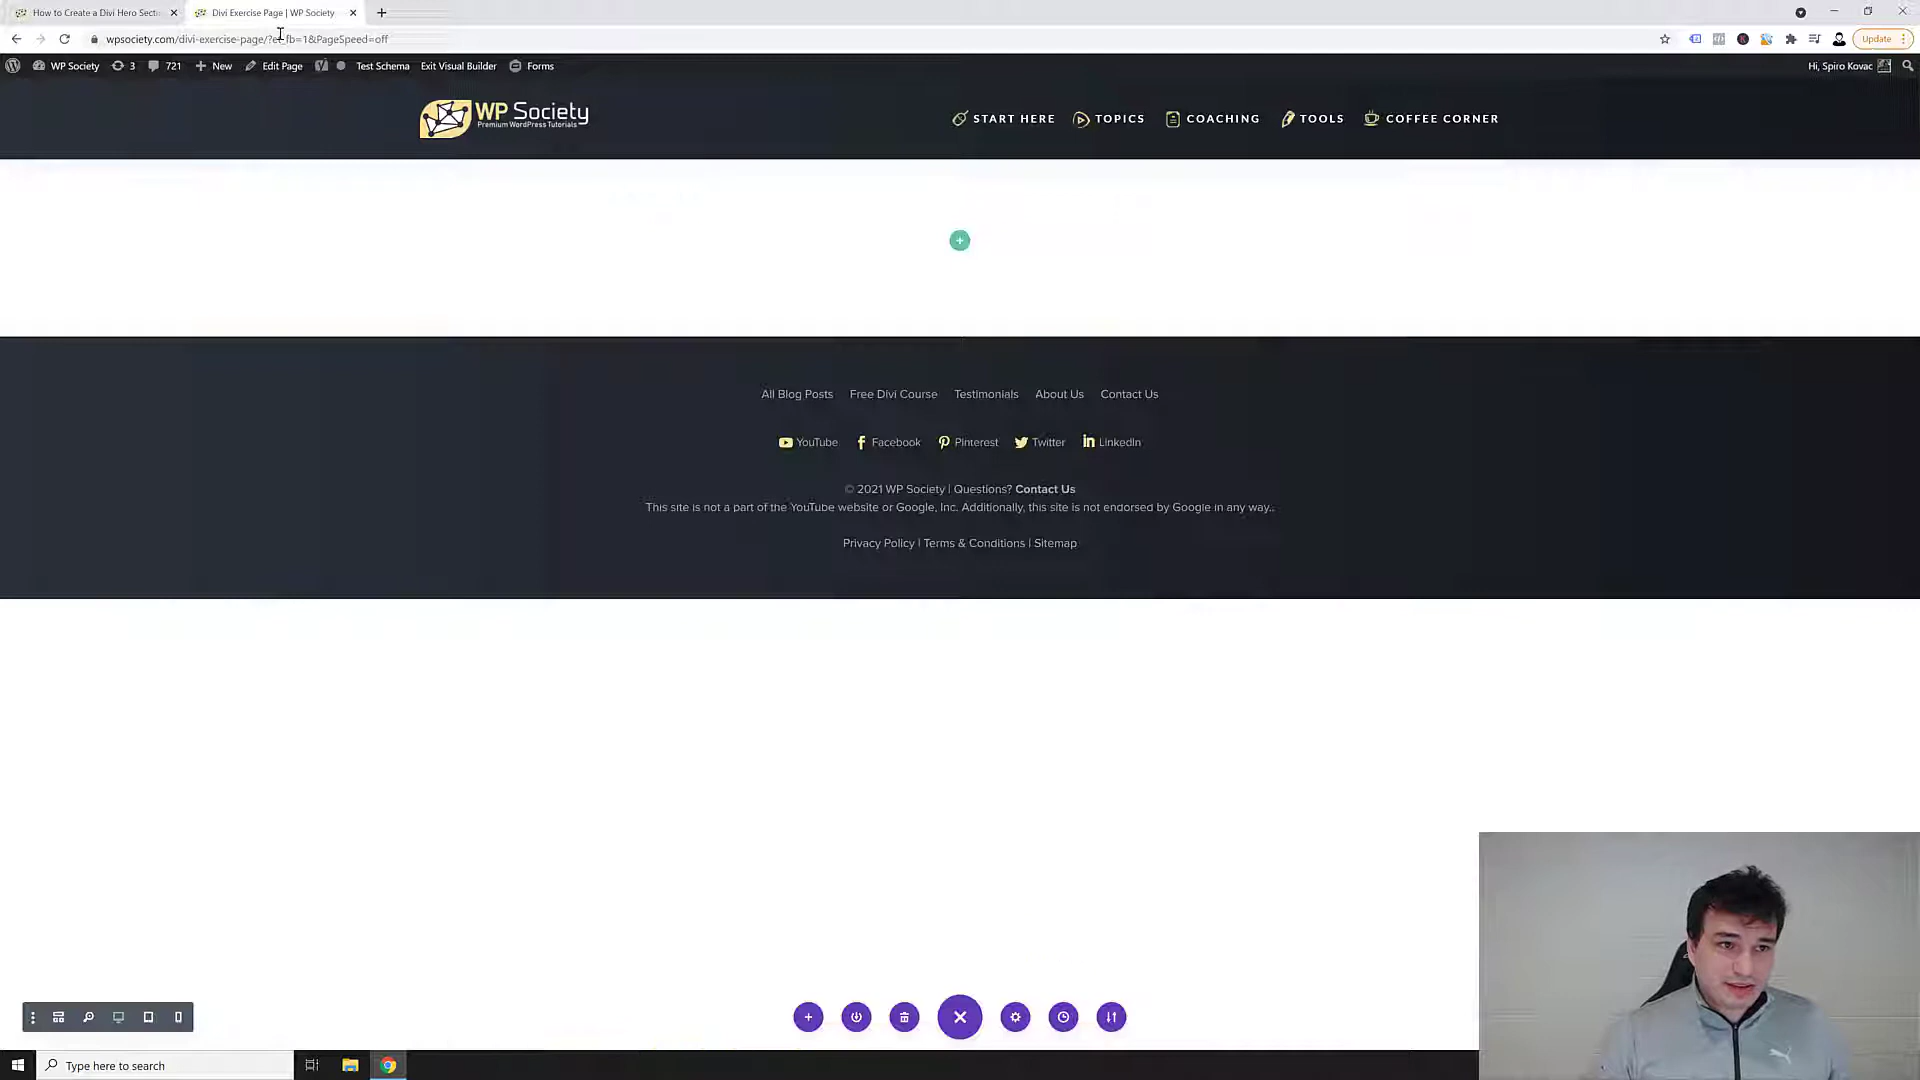 How to Create a Divi Hero Secti
Divi Exercise Page | WP Society
wpsociety.com/divi-exercise-page/?et_fb=1&PageSpeed=off
Update
WP Society
3
721
New
Edit Page
Test Schema
Exit Visual Builder
Forms
Hi, Spiro Kovac
WP Society
Premium WordPress Tutorials
START HERE
TOPICS
COACHING
TOOLS
COFFEE CORNER
All Blog Posts
Free Divi Course
Testimonials
About Us
Contact Us
YouTube
Facebook
Pinterest
Twitter
LinkedIn
© 2021 WP Society | Questions? Contact Us
This site is not a part of the YouTube website or Google, Inc. Additionally, this site is not endorsed by Google in any way..
Privacy Policy | Terms & Conditions | Sitemap
Type here to search